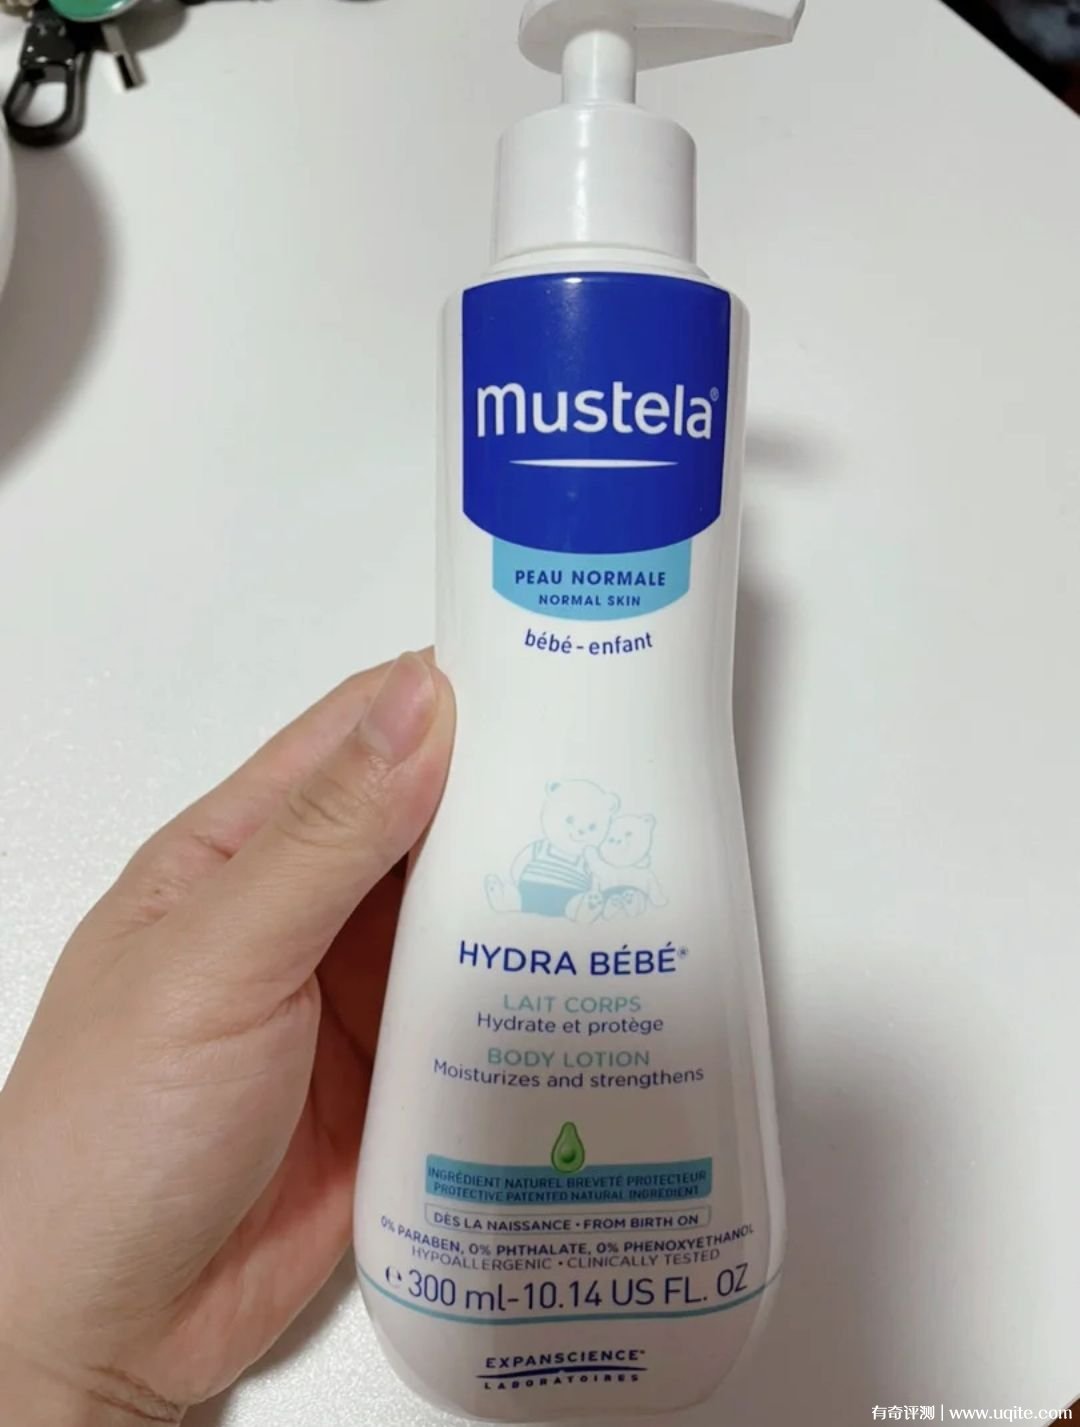 mustela®
PEAU NORMALE
NORMAL SKIN
bébé-enfant
HYDRA BÉBÉ®
LAIT CORPS
Hydrate et protège
BODY LOTION
Moisturizes and strengthens
INGRÉDIENT NATUREL BREVETÉ PROTECTEUR
PROTECTIVE PATENTED NATURAL INGREDIENT
DÈS LA NAISSANCE • FROM BIRTH ON
0% PARABEN, 0% PHTHALATE, 0% PHENOXYETHANOL
HYPOALLERGENIC • CLINICALLY TESTED
℮ 300 ml-10.14 US FL. OZ
EXPANSCIENCE®
LABORATOIRES
有奇评测 | www.uqite.com